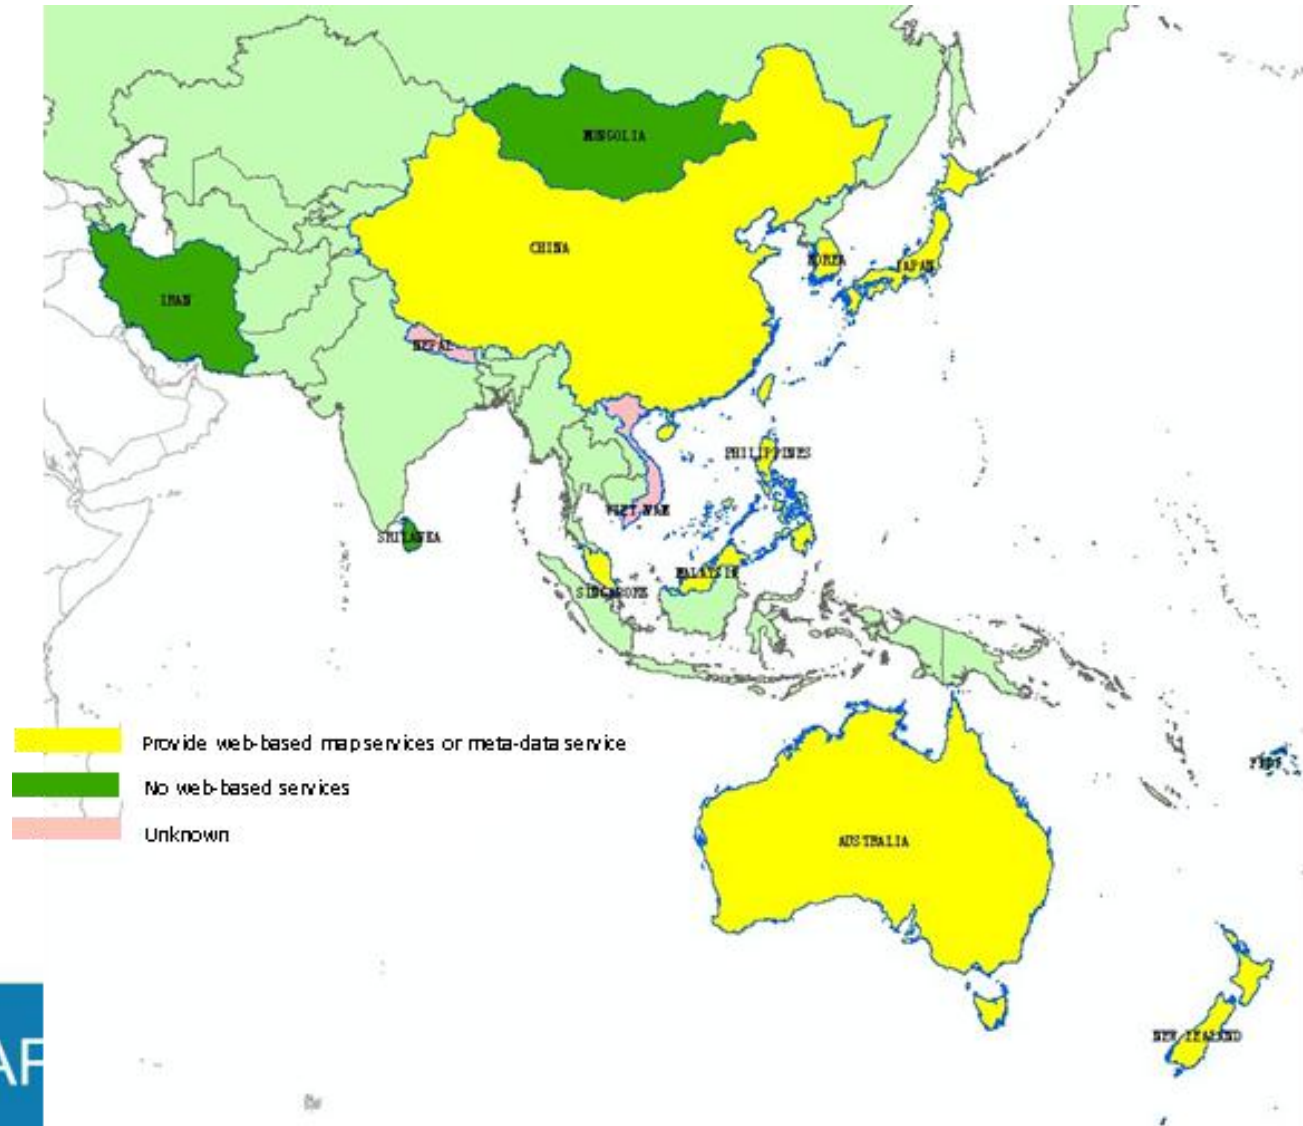 MONGOLIA
CHINA
KOREA
JAPAN
IRAN
NEPAL
PHILIPPINES
VIET NAM
SRI LANKA
MALAYSIA
SINGAPORE
Provide web-based map services or meta-data service
No web-based services
Unknown
FIJI
AUSTRALIA
NEW ZEALAND
AP